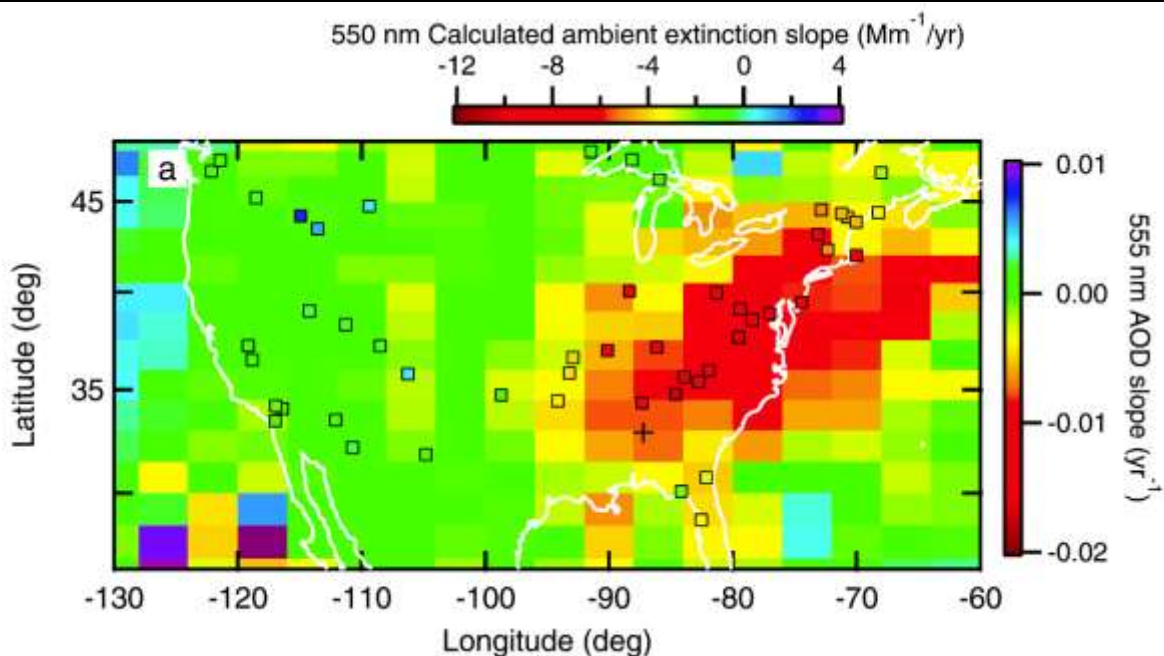 550 nm Calculated ambient extinction slope (Mm⁻¹/yr)
-12 -8 -4 0 4
a
45
35
Latitude (deg)
0.01
0.00
-0.01
-0.02
555 nm AOD slope (yr⁻¹)
-130 -120 -110 -100 -90 -80 -70 -60
Longitude (deg)